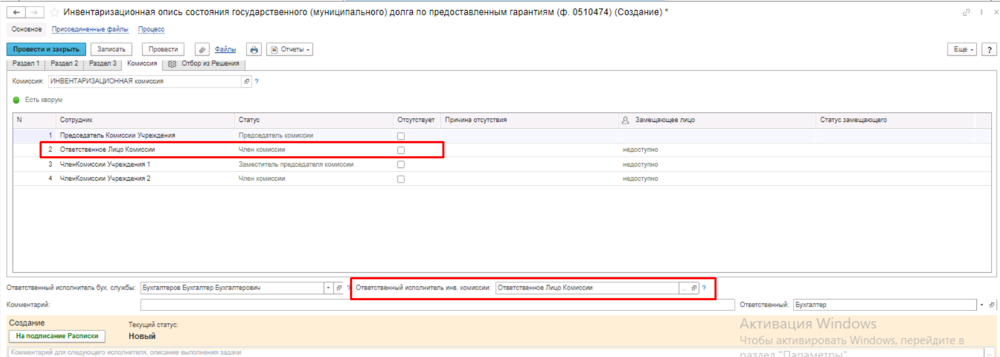 Инвентаризационная опись состояния государственного (муниципального) долга по предоставленным гарантиям (ф. 0510474) (Создание) *
Основное Присоединенные файлы Процесс
Провести и закрыть Записать Провести Файлы Отчеты Еще ?
Раздел 1 Раздел 2 Раздел 3 Комиссия Отбор из Решения
Комиссия: ИНВЕНТАРИЗАЦИОННАЯ комиссия ?
Есть кворум
N Сотрудник Статус Отсутствует Причина отсутствия Замещающее лицо Статус замещающего
1 Председатель Комиссии Учреждения Председатель комиссии
2 Ответственное Лицо Комиссии Член комиссии недоступно
3 ЧленКомиссии Учреждения 1 Заместитель председателя комиссии недоступно
4 ЧленКомиссии Учреждения 2 Член комиссии недоступно
Ответственный исполнитель бух. службы: Бухгалтеров Бухгалтер Бухгалтерович ? Ответственный исполнитель инв. комиссии: Ответственное Лицо Комиссии ... ?
Комментарий: Ответственный: Бухгалтер
Создание Текущий статус: Активация Windows
На подписание Расписки Новый Чтобы активировать Windows, перейдите в
Комментарий для следующего исполнителя, описание выполнения задачи раздел "Параметры". ...